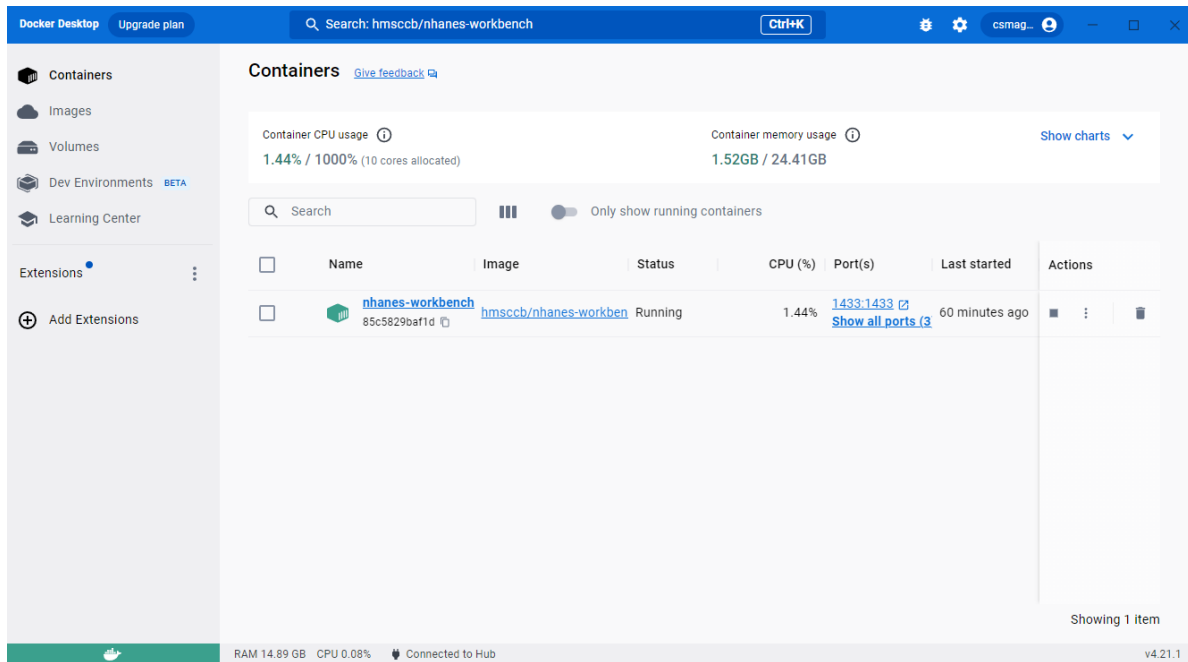 Docker Desktop Upgrade plan Search: hmsccb/nhanes-workbench Ctrl+K csmag...
Containers
Images
Volumes
Dev Environments BETA
Learning Center
Extensions
Add Extensions
Containers Give feedback
Container CPU usage
1.44% / 1000% (10 cores allocated)
Container memory usage
1.52GB / 24.41GB
Show charts
Search Only show running containers
Name Image Status CPU (%) Port(s) Last started Actions
nhanes-workbench
85c5829baf1d
hmsccb/nhanes-workben Running 1.44% 1433:1433 60 minutes ago
Show all ports (3
Showing 1 item
RAM 14.89 GB CPU 0.08% Connected to Hub v4.21.1